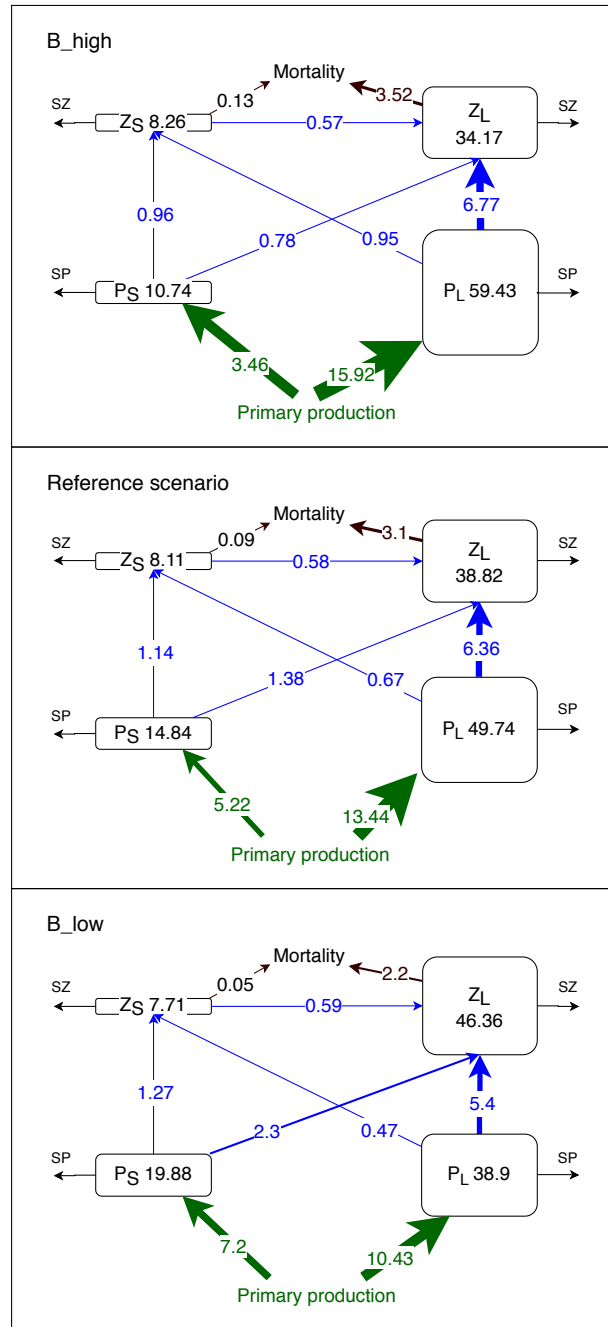 B_high
Mortality
SZ
ZS 8.26
0.13
3.52
ZL
34.17
SZ
0.57
0.96
0.78
0.95
6.77
SP
PS 10.74
PL 59.43
SP
3.46
15.92
Primary production
Reference scenario
Mortality
SZ
ZS 8.11
0.09
3.1
ZL
38.82
SZ
0.58
1.14
1.38
0.67
6.36
SP
PS 14.84
PL 49.74
SP
5.22
13.44
Primary production
B_low
Mortality
SZ
ZS 7.71
0.05
2.2
ZL
46.36
SZ
0.59
1.27
2.3
0.47
5.4
SP
PS 19.88
PL 38.9
SP
7.2
10.43
Primary production